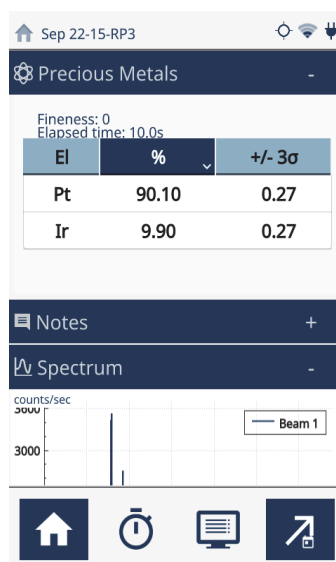 Sep 22-15-RP3
Precious Metals -
Fineness: 0
Elapsed time: 10.0s
El % +/- 3σ
Pt 90.10 0.27
Ir 9.90 0.27
Notes +
Spectrum -
counts/sec
3600
Beam 1
3000